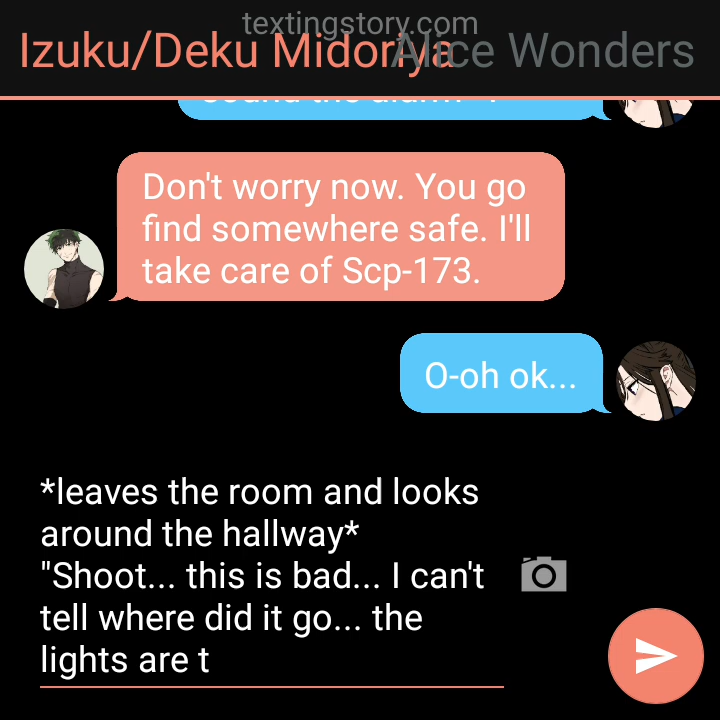 textingstory.com
Izuku/Deku Midoriya
Alice Wonders
Don't worry now. You go
find somewhere safe. I'll
take care of Scp-173.
O-oh ok...
*leaves the room and looks
around the hallway*
"Shoot... this is bad... I can't
tell where did it go... the
lights are t